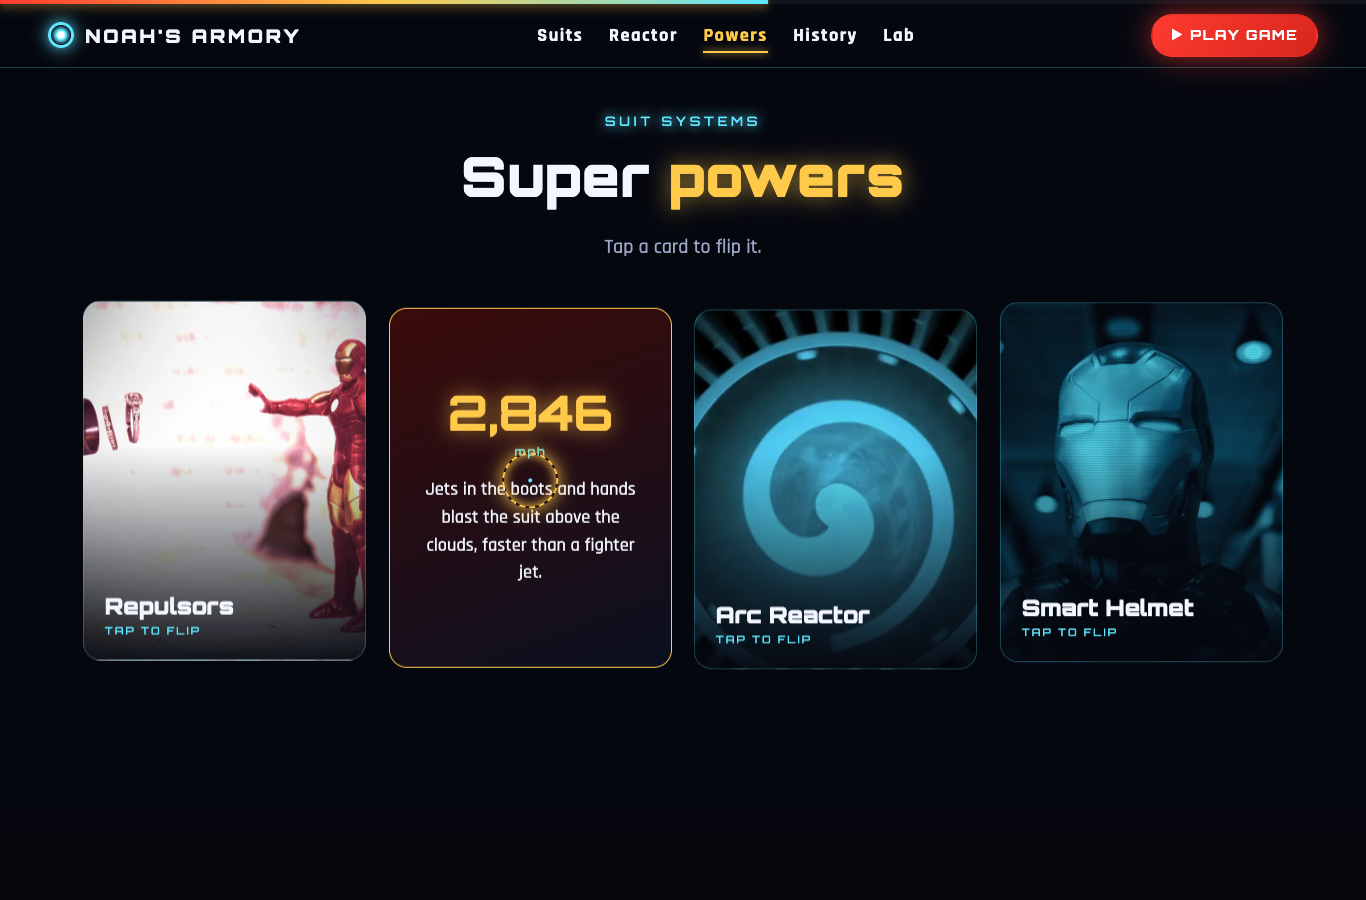 NOAH'S ARMORY
Suits
Reactor
Powers
History
Lab
▶ PLAY GAME
SUIT SYSTEMS
Super powers
Tap a card to flip it.
Repulsors
TAP TO FLIP
2,846
mph
Jets in the boots and hands
blast the suit above the
clouds, faster than a fighter
jet.
Arc Reactor
TAP TO FLIP
Smart Helmet
TAP TO FLIP